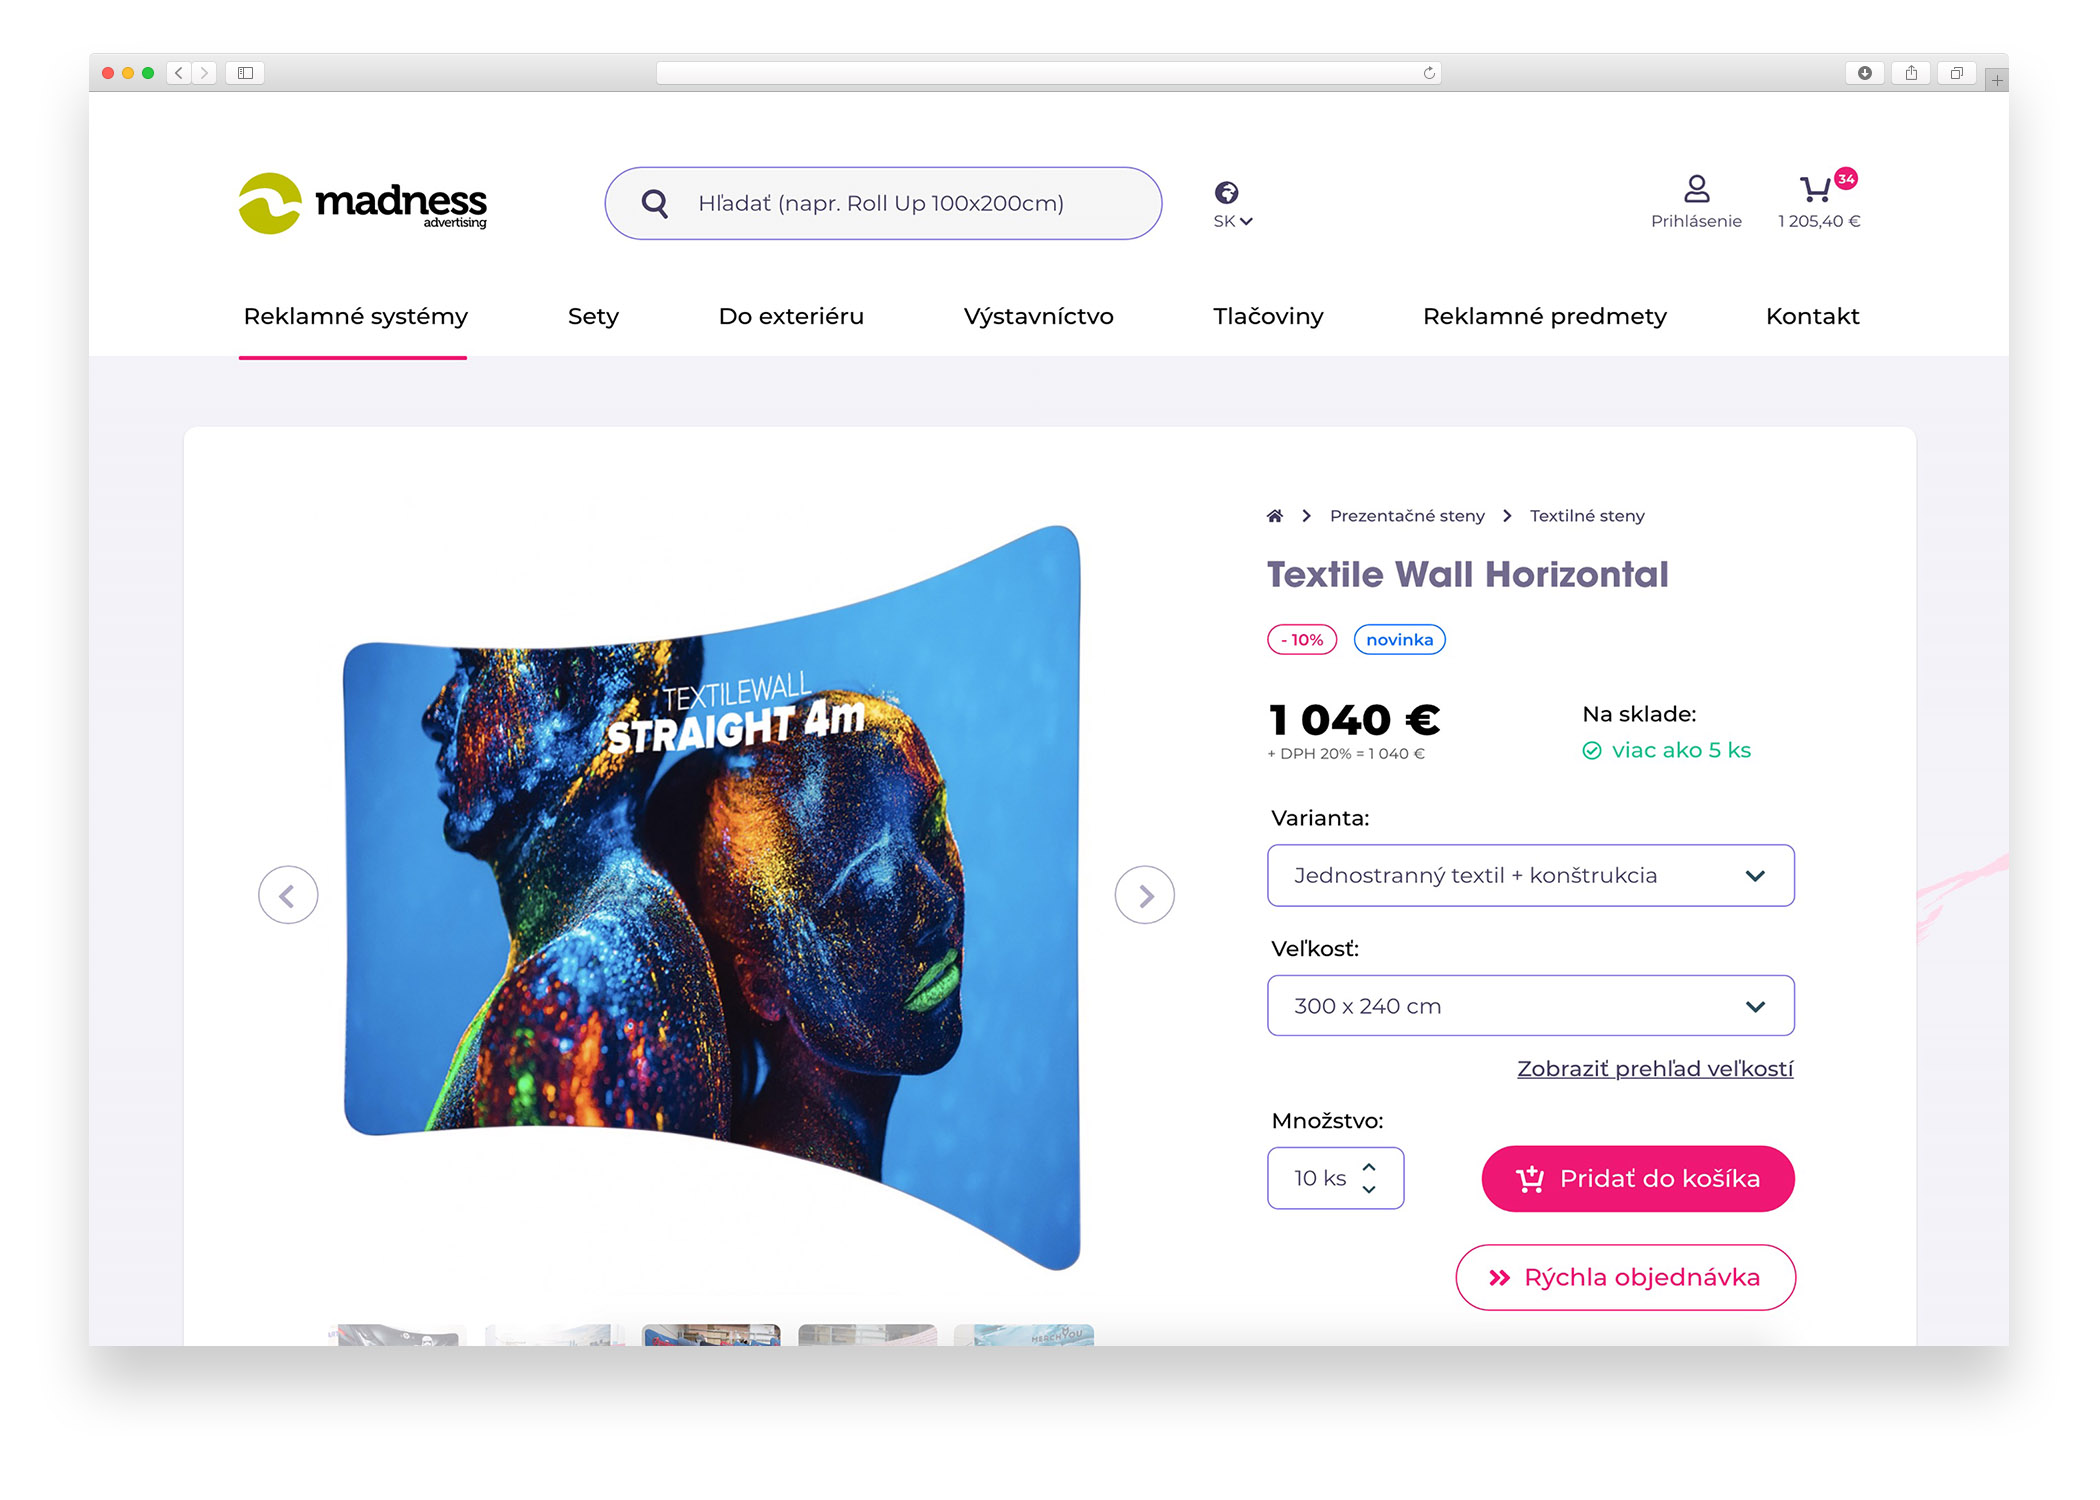 madness
advertising
Hľadať (napr. Roll Up 100x200cm)
SK
Prihlásenie
34
1 205,40 €
Reklamné systémy
Sety
Do exteriéru
Výstavníctvo
Tlačoviny
Reklamné predmety
Kontakt
Prezentačné steny
Textilné steny
Textile Wall Horizontal
- 10%
novinka
1 040 €
+ DPH 20% = 1 040 €
Na sklade:
viac ako 5 ks
TEXTILEWALL
STRAIGHT 4m
Varianta:
Jednostranný textil + konštrukcia
Veľkosť:
300 x 240 cm
Zobraziť prehľad veľkostí
Množstvo:
10 ks
Pridať do košíka
Rýchla objednávka
MERCHYOU